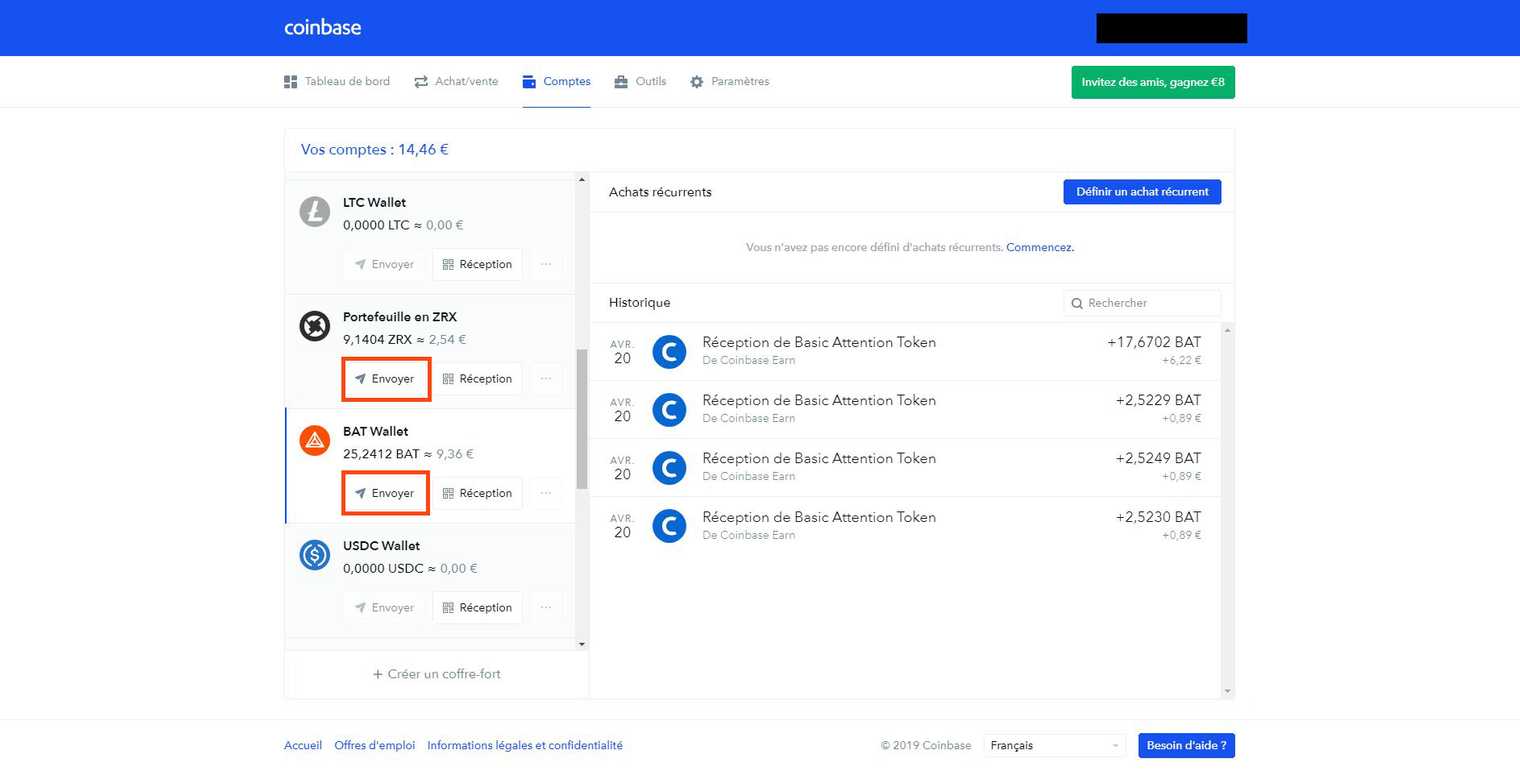 coinbase
Tableau de bord
Achat/vente
Comptes
Outils
Paramètres
Invitez des amis, gagnez €8
Vos comptes : 14,46 €
LTC Wallet
0,0000 LTC ≈ 0,00 €
Envoyer
Réception
...
Portefeuille en ZRX
9,1404 ZRX ≈ 2,54 €
Envoyer
Réception
...
BAT Wallet
25,2412 BAT ≈ 9,36 €
Envoyer
Réception
...
USDC Wallet
0,0000 USDC ≈ 0,00 €
Envoyer
Réception
...
+ Créer un coffre-fort
Achats récurrents
Définir un achat récurrent
Vous n'avez pas encore défini d'achats récurrents. Commencez.
Historique
Rechercher
AVR.
20
Réception de Basic Attention Token
De Coinbase Earn
+17,6702 BAT
+6,22 €
AVR.
20
Réception de Basic Attention Token
De Coinbase Earn
+2,5229 BAT
+0,89 €
AVR.
20
Réception de Basic Attention Token
De Coinbase Earn
+2,5249 BAT
+0,89 €
AVR.
20
Réception de Basic Attention Token
De Coinbase Earn
+2,5230 BAT
+0,89 €
Accueil
Offres d'emploi
Informations légales et confidentialité
© 2019 Coinbase
Français
Besoin d'aide ?